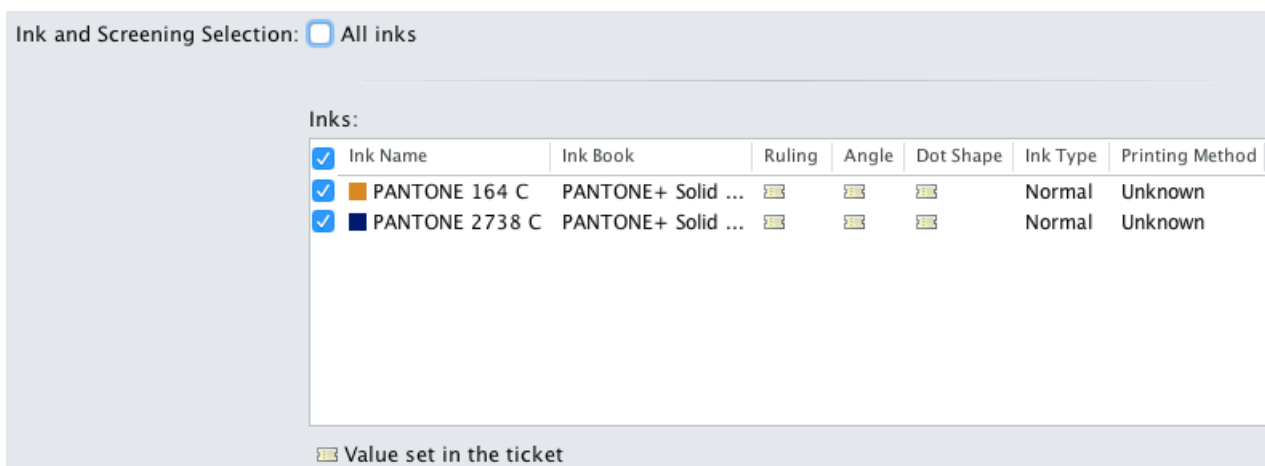 Ink and Screening Selection: All inks
Inks:
Ink Name Ink Book Ruling Angle Dot Shape Ink Type Printing Method
PANTONE 164 C PANTONE+ Solid ... Normal Unknown
PANTONE 2738 C PANTONE+ Solid ... Normal Unknown
Value set in the ticket